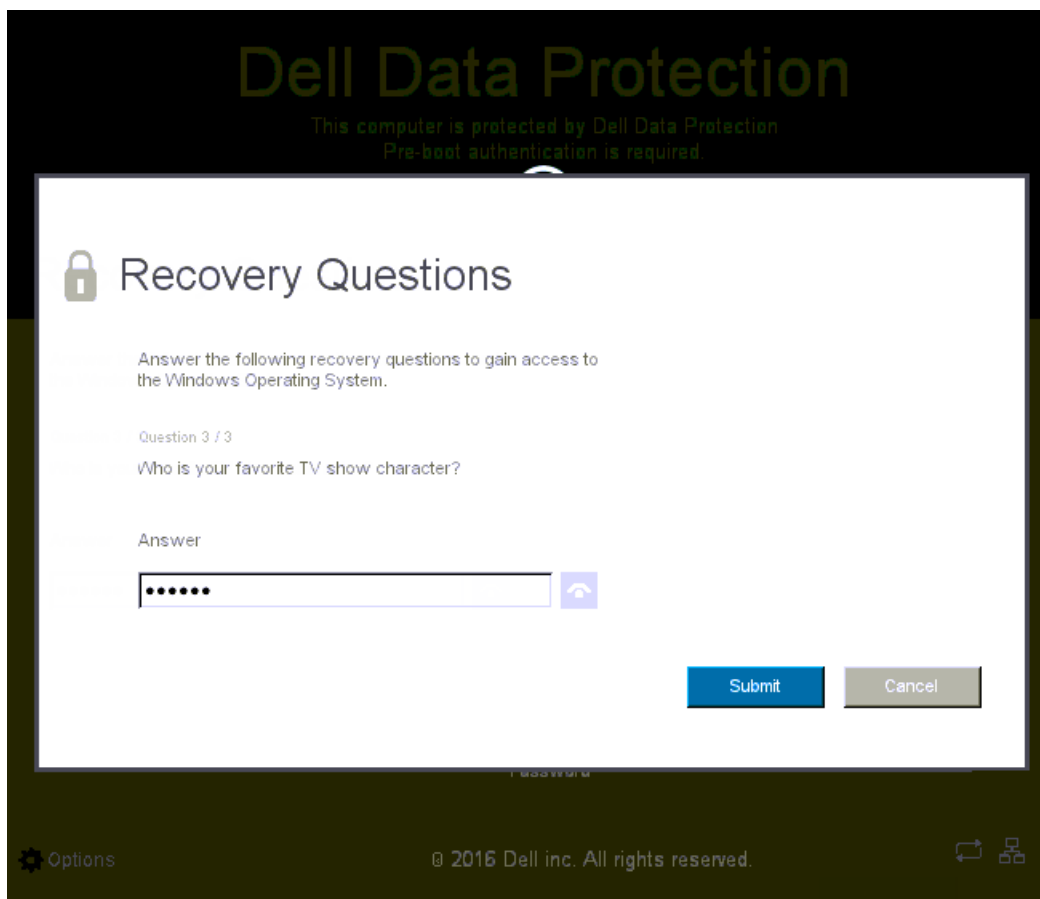 Dell Data Protection
This computer is protected by Dell Data Protection
Pre-boot authentication is required.
Recovery Questions
Answer the following recovery questions to gain access to
the Windows Operating System.
Question 3 / 3
Who is your favorite TV show character?
Answer
••••••
Submit
Cancel
Password
Options
© 2016 Dell inc. All rights reserved.